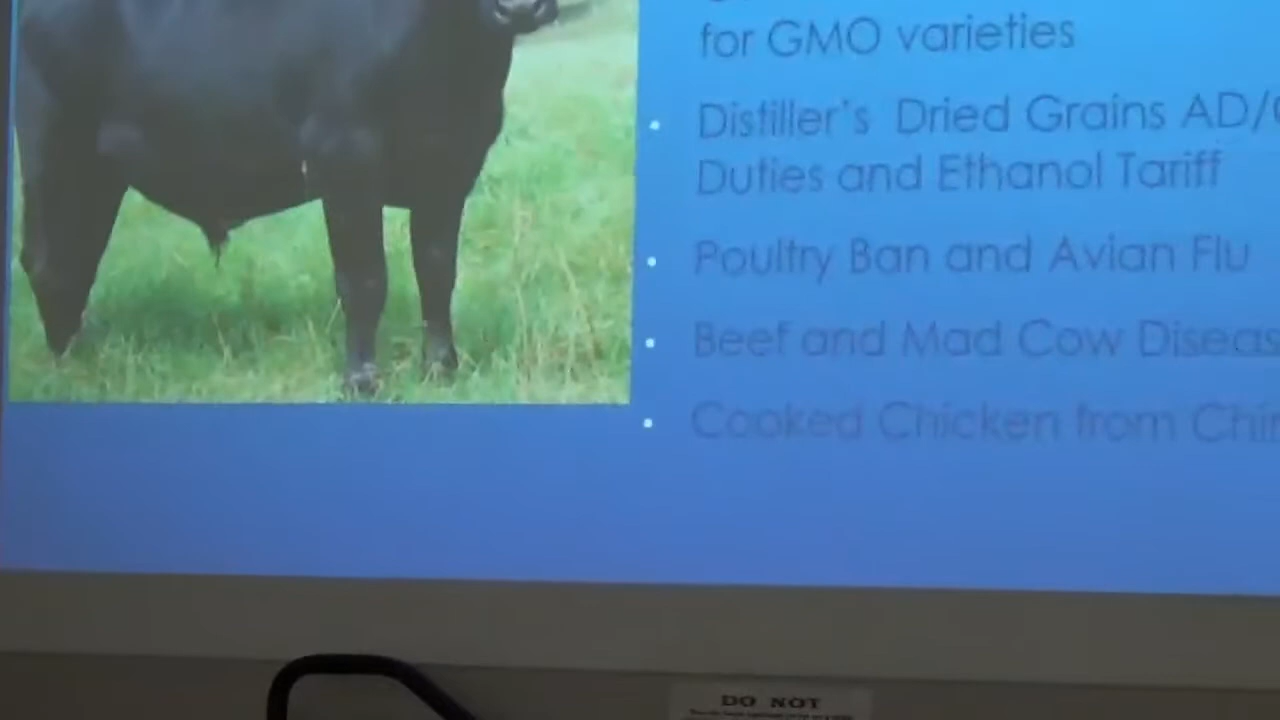 for GMO varieties
Distiller's Dried Grains AD/
Duties and Ethanol Tariff
Poultry Ban and Avian Flu
Beef and Mad Cow Diseas
Cooked Chicken from Chi
DO NOT